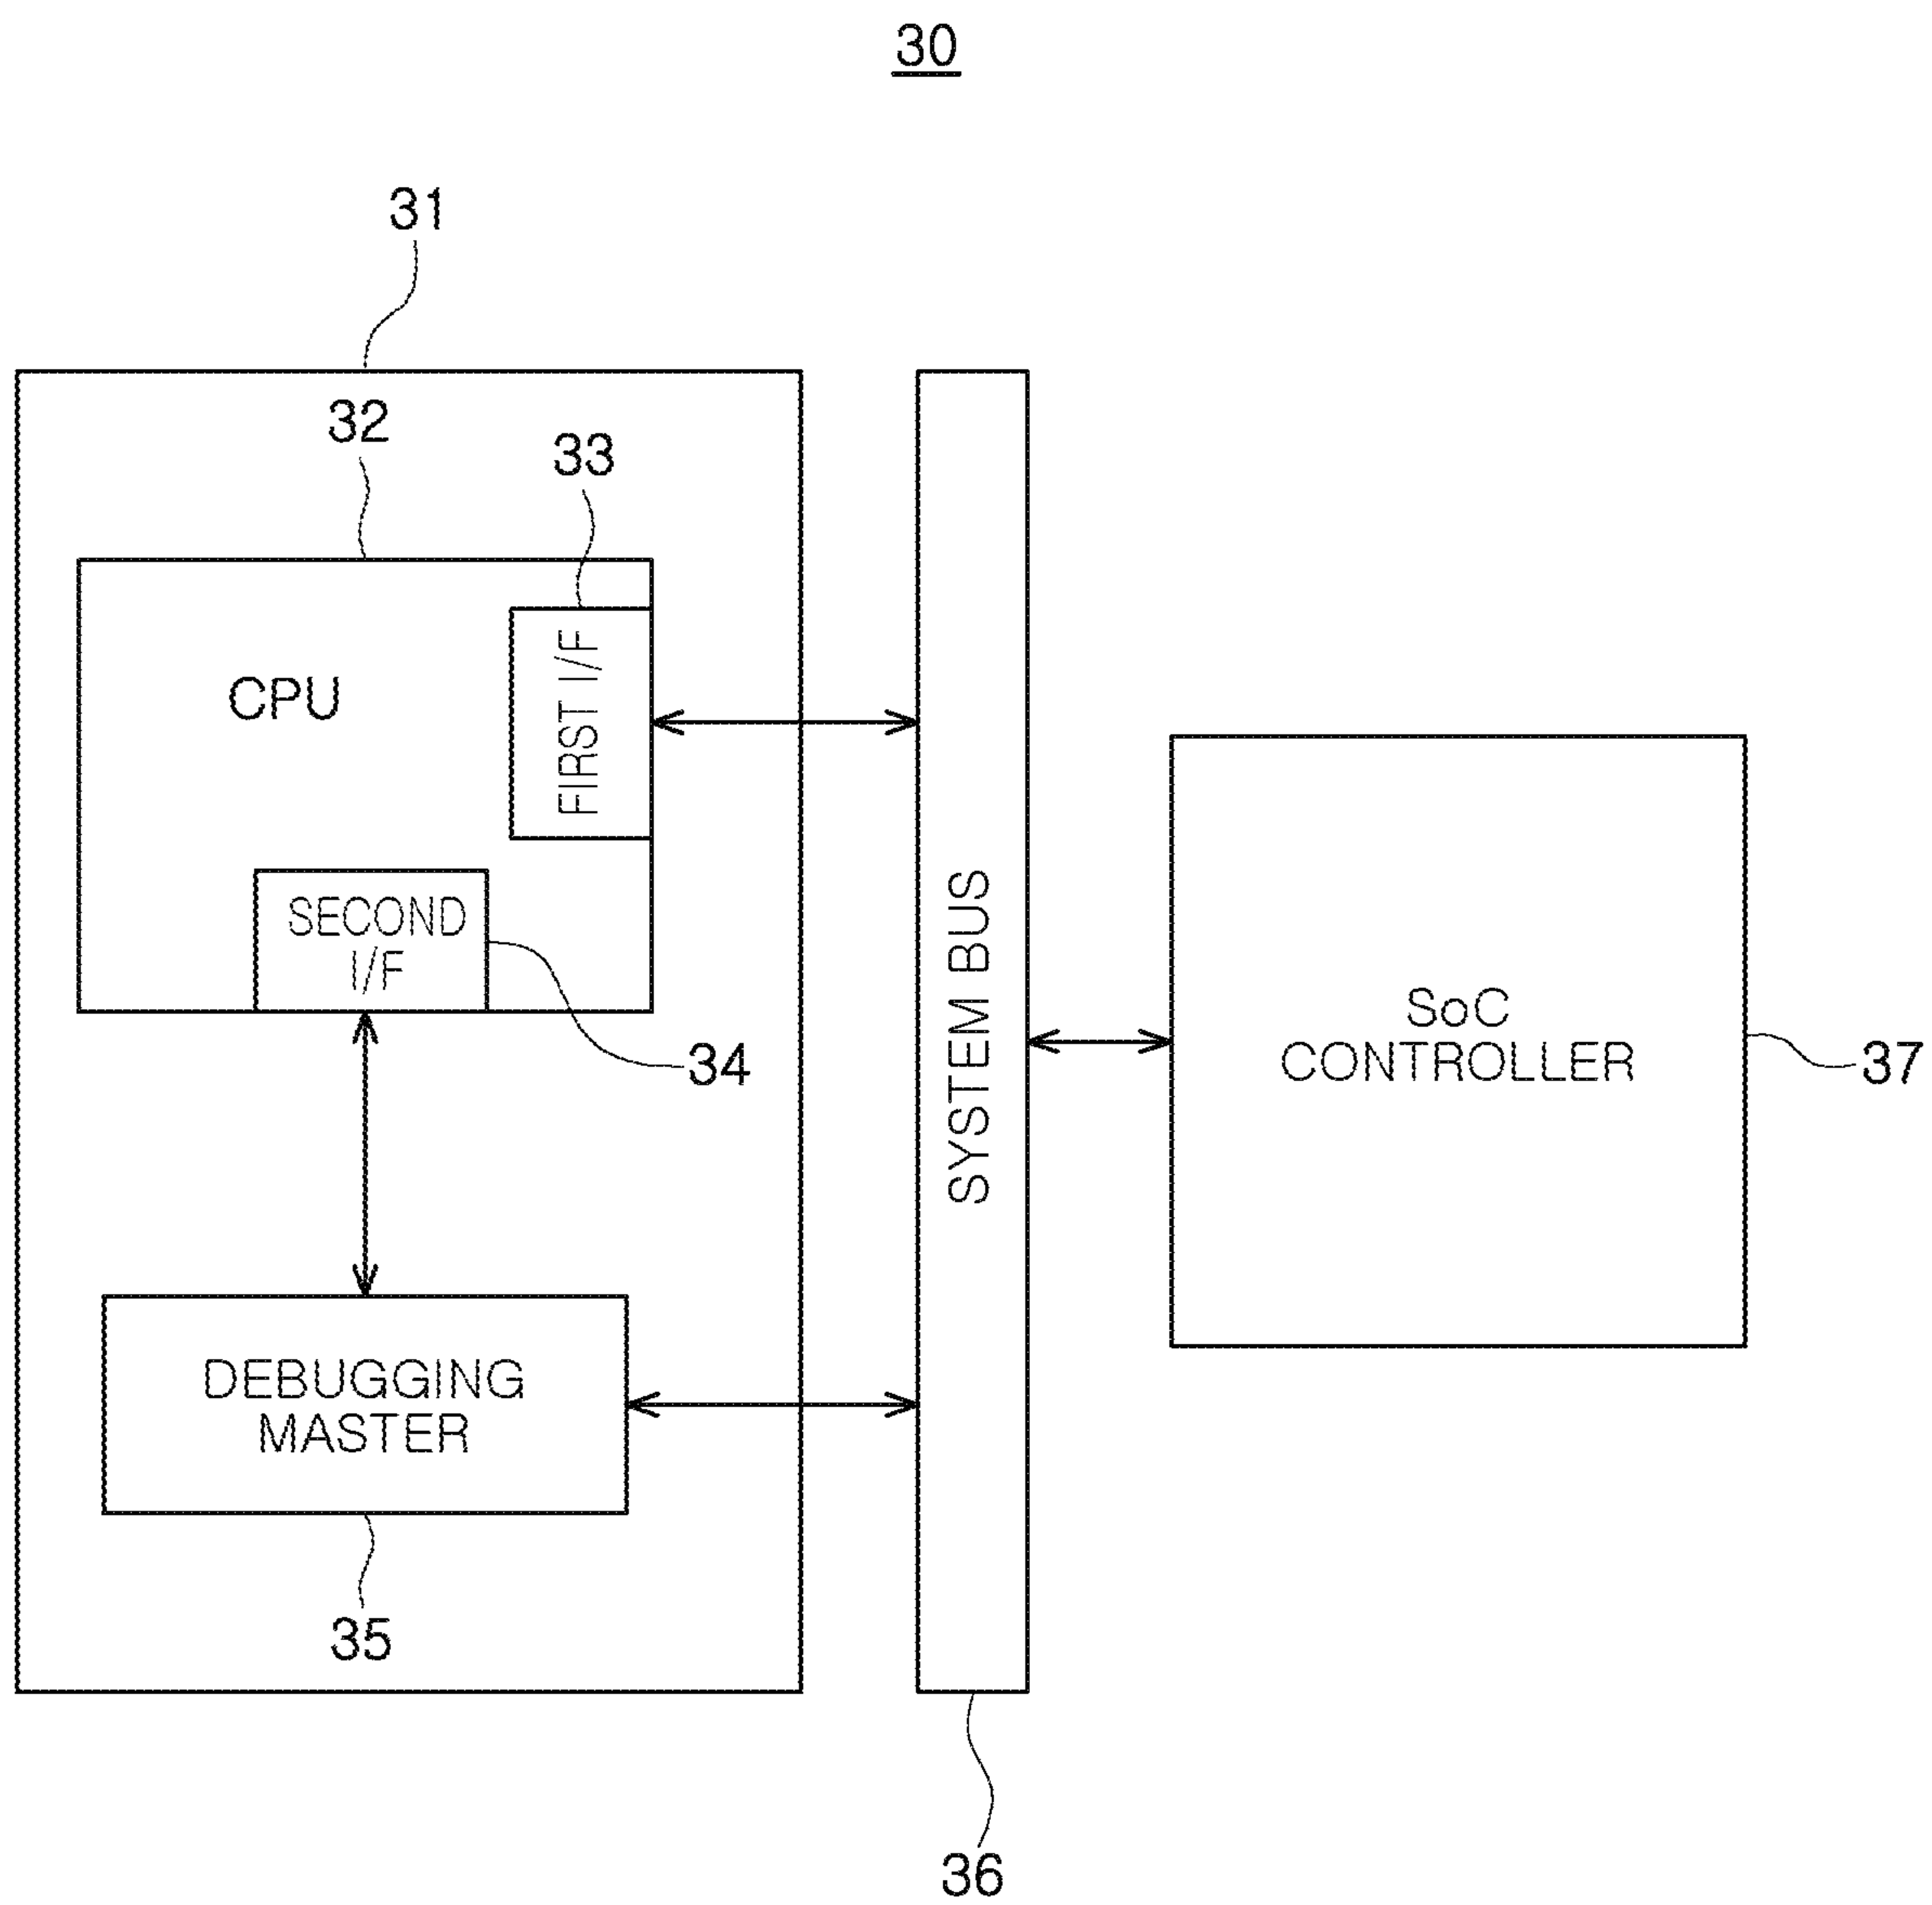 30
31
32
33
CPU
FIRST I/F
SECOND
I/F
34
SYSTEM BUS
SoC
CONTROLLER
37
DEBUGGING
MASTER
35
36